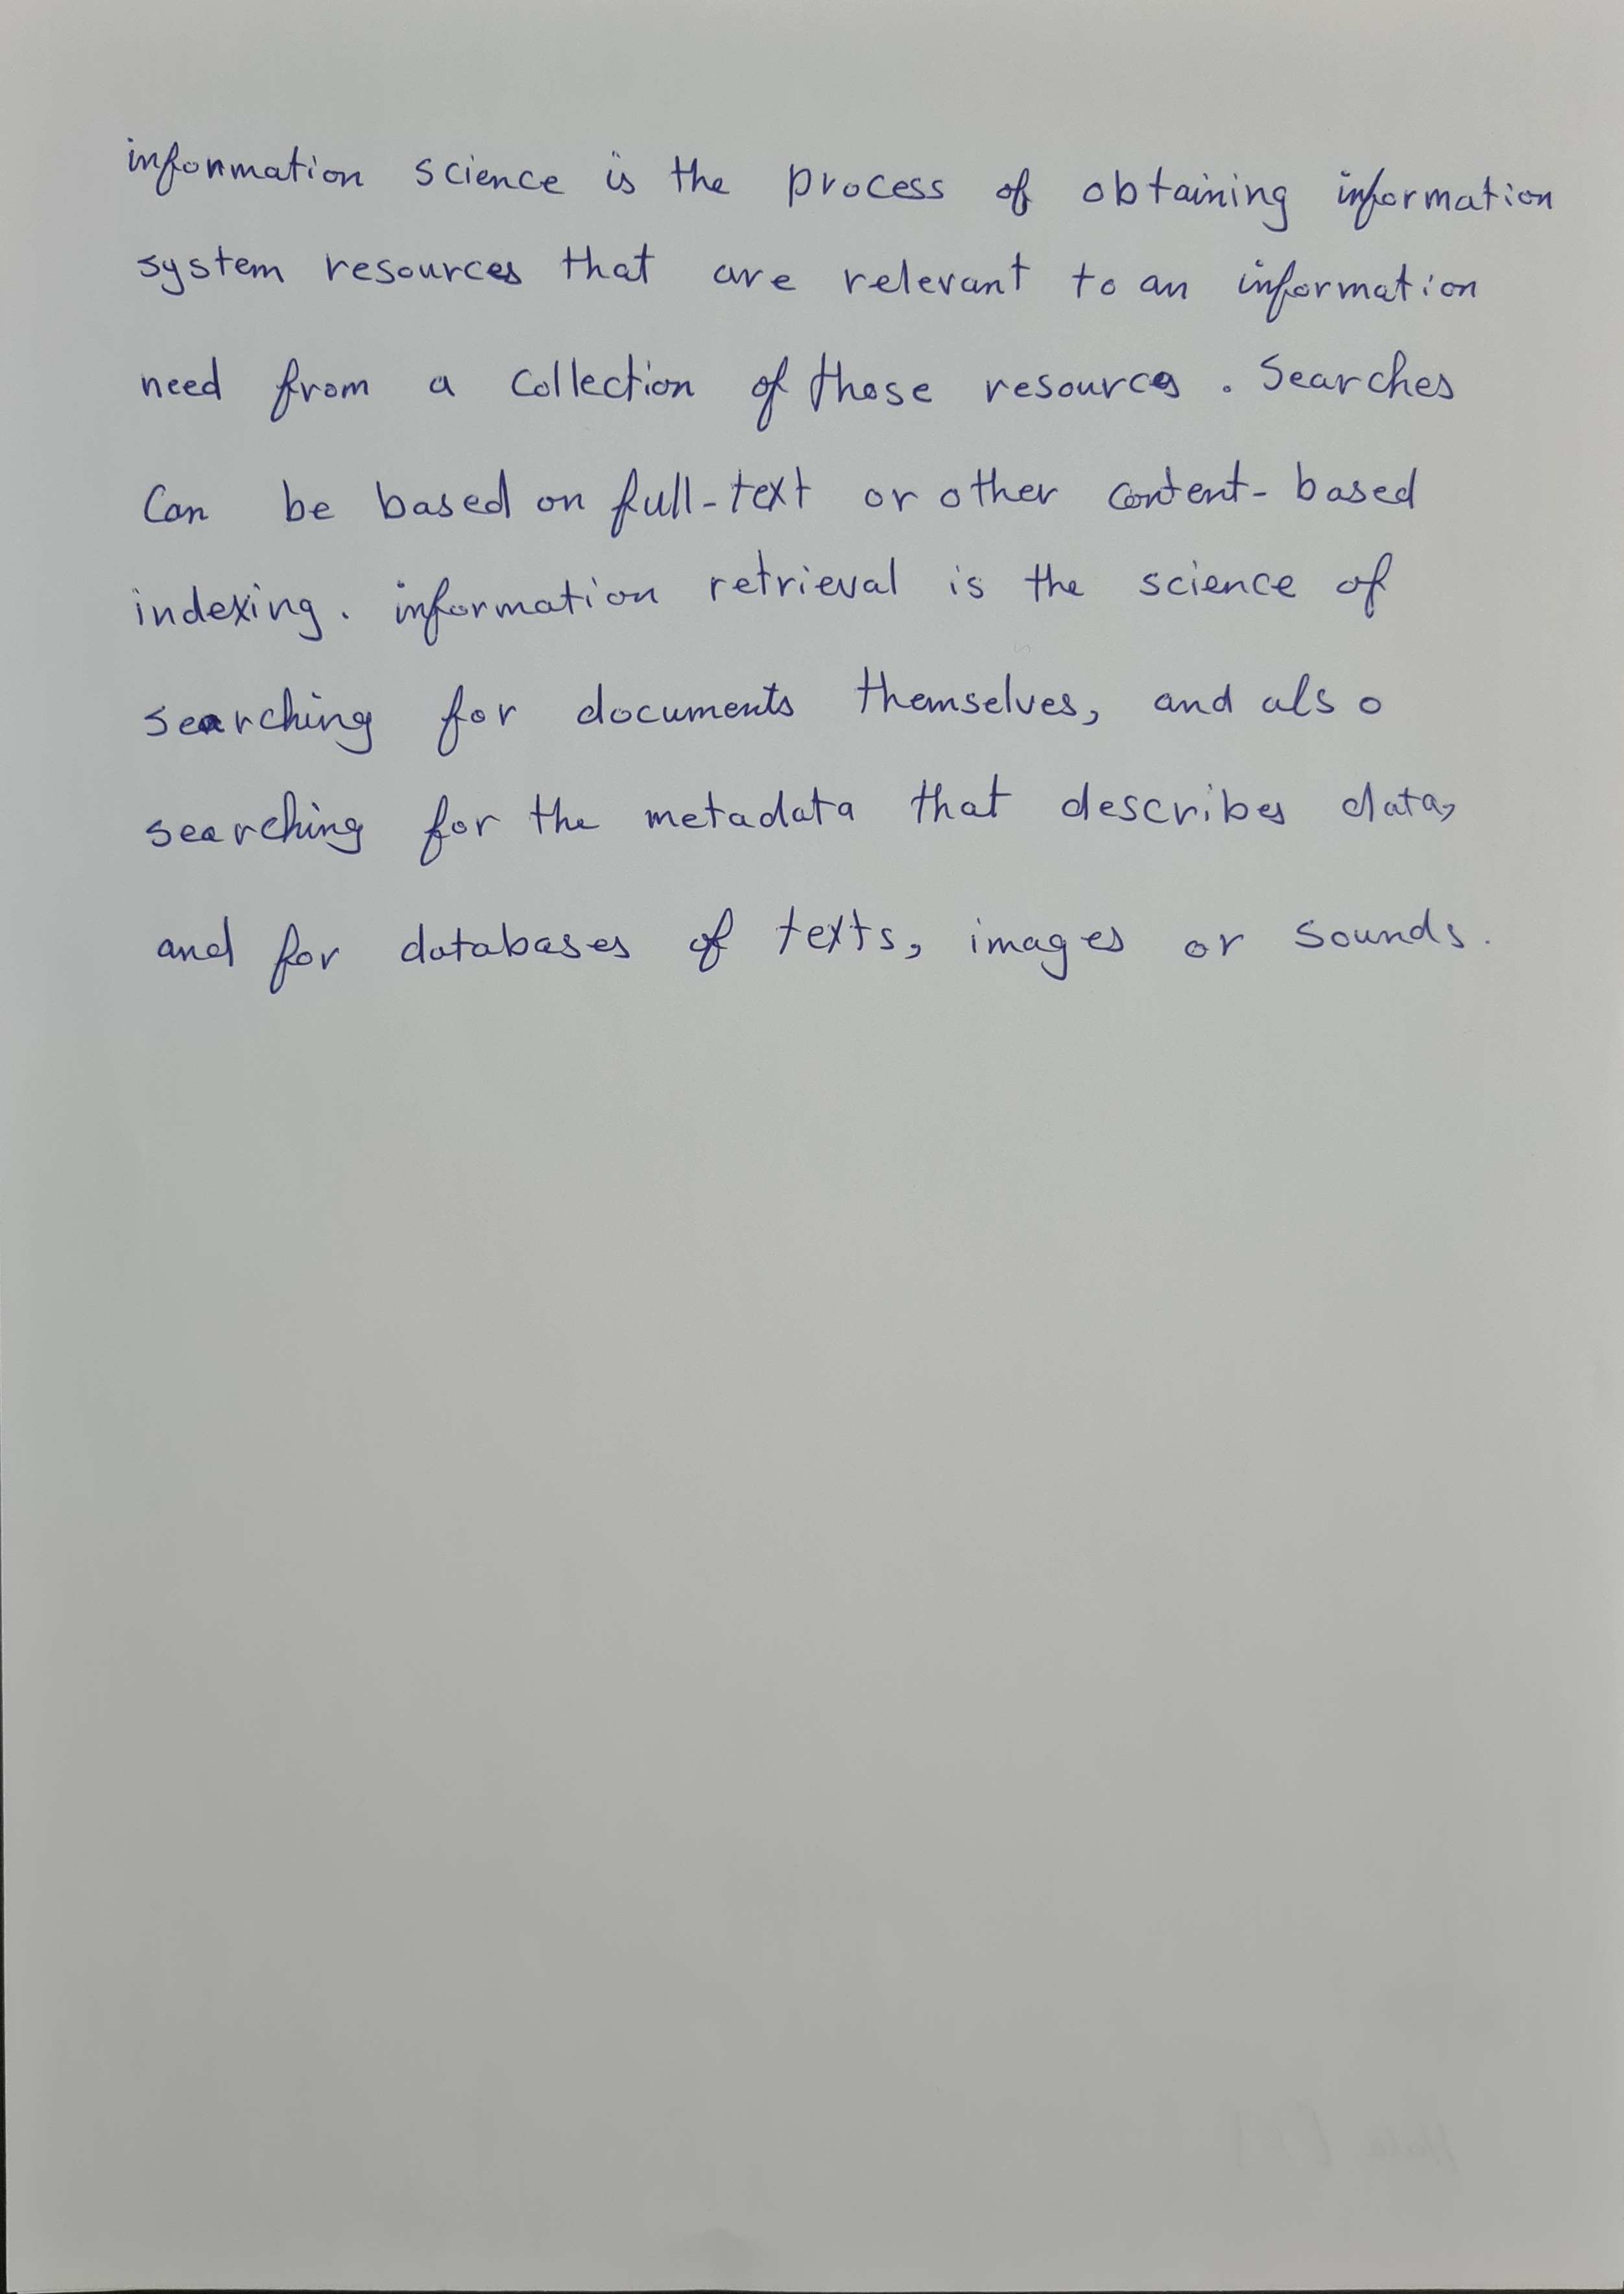 information science is the process of obtaining information
system resources that are relevant to an information
need from a collection of those resources . Searches
Can be based on full-text or other content-based
indexing. information retrieval is the science of
searching for documents themselves, and also
searching for the metadata that describes data,
and for databases of texts, images or sounds.